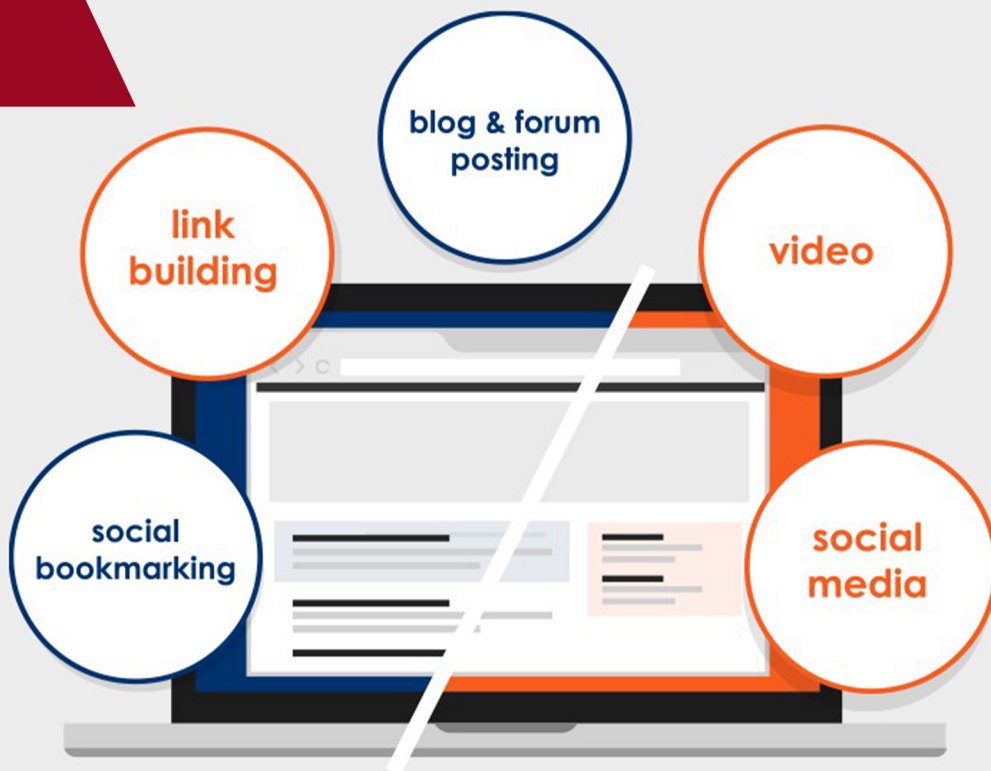 blog & forum
posting
link
building
video
social
bookmarking
social
media